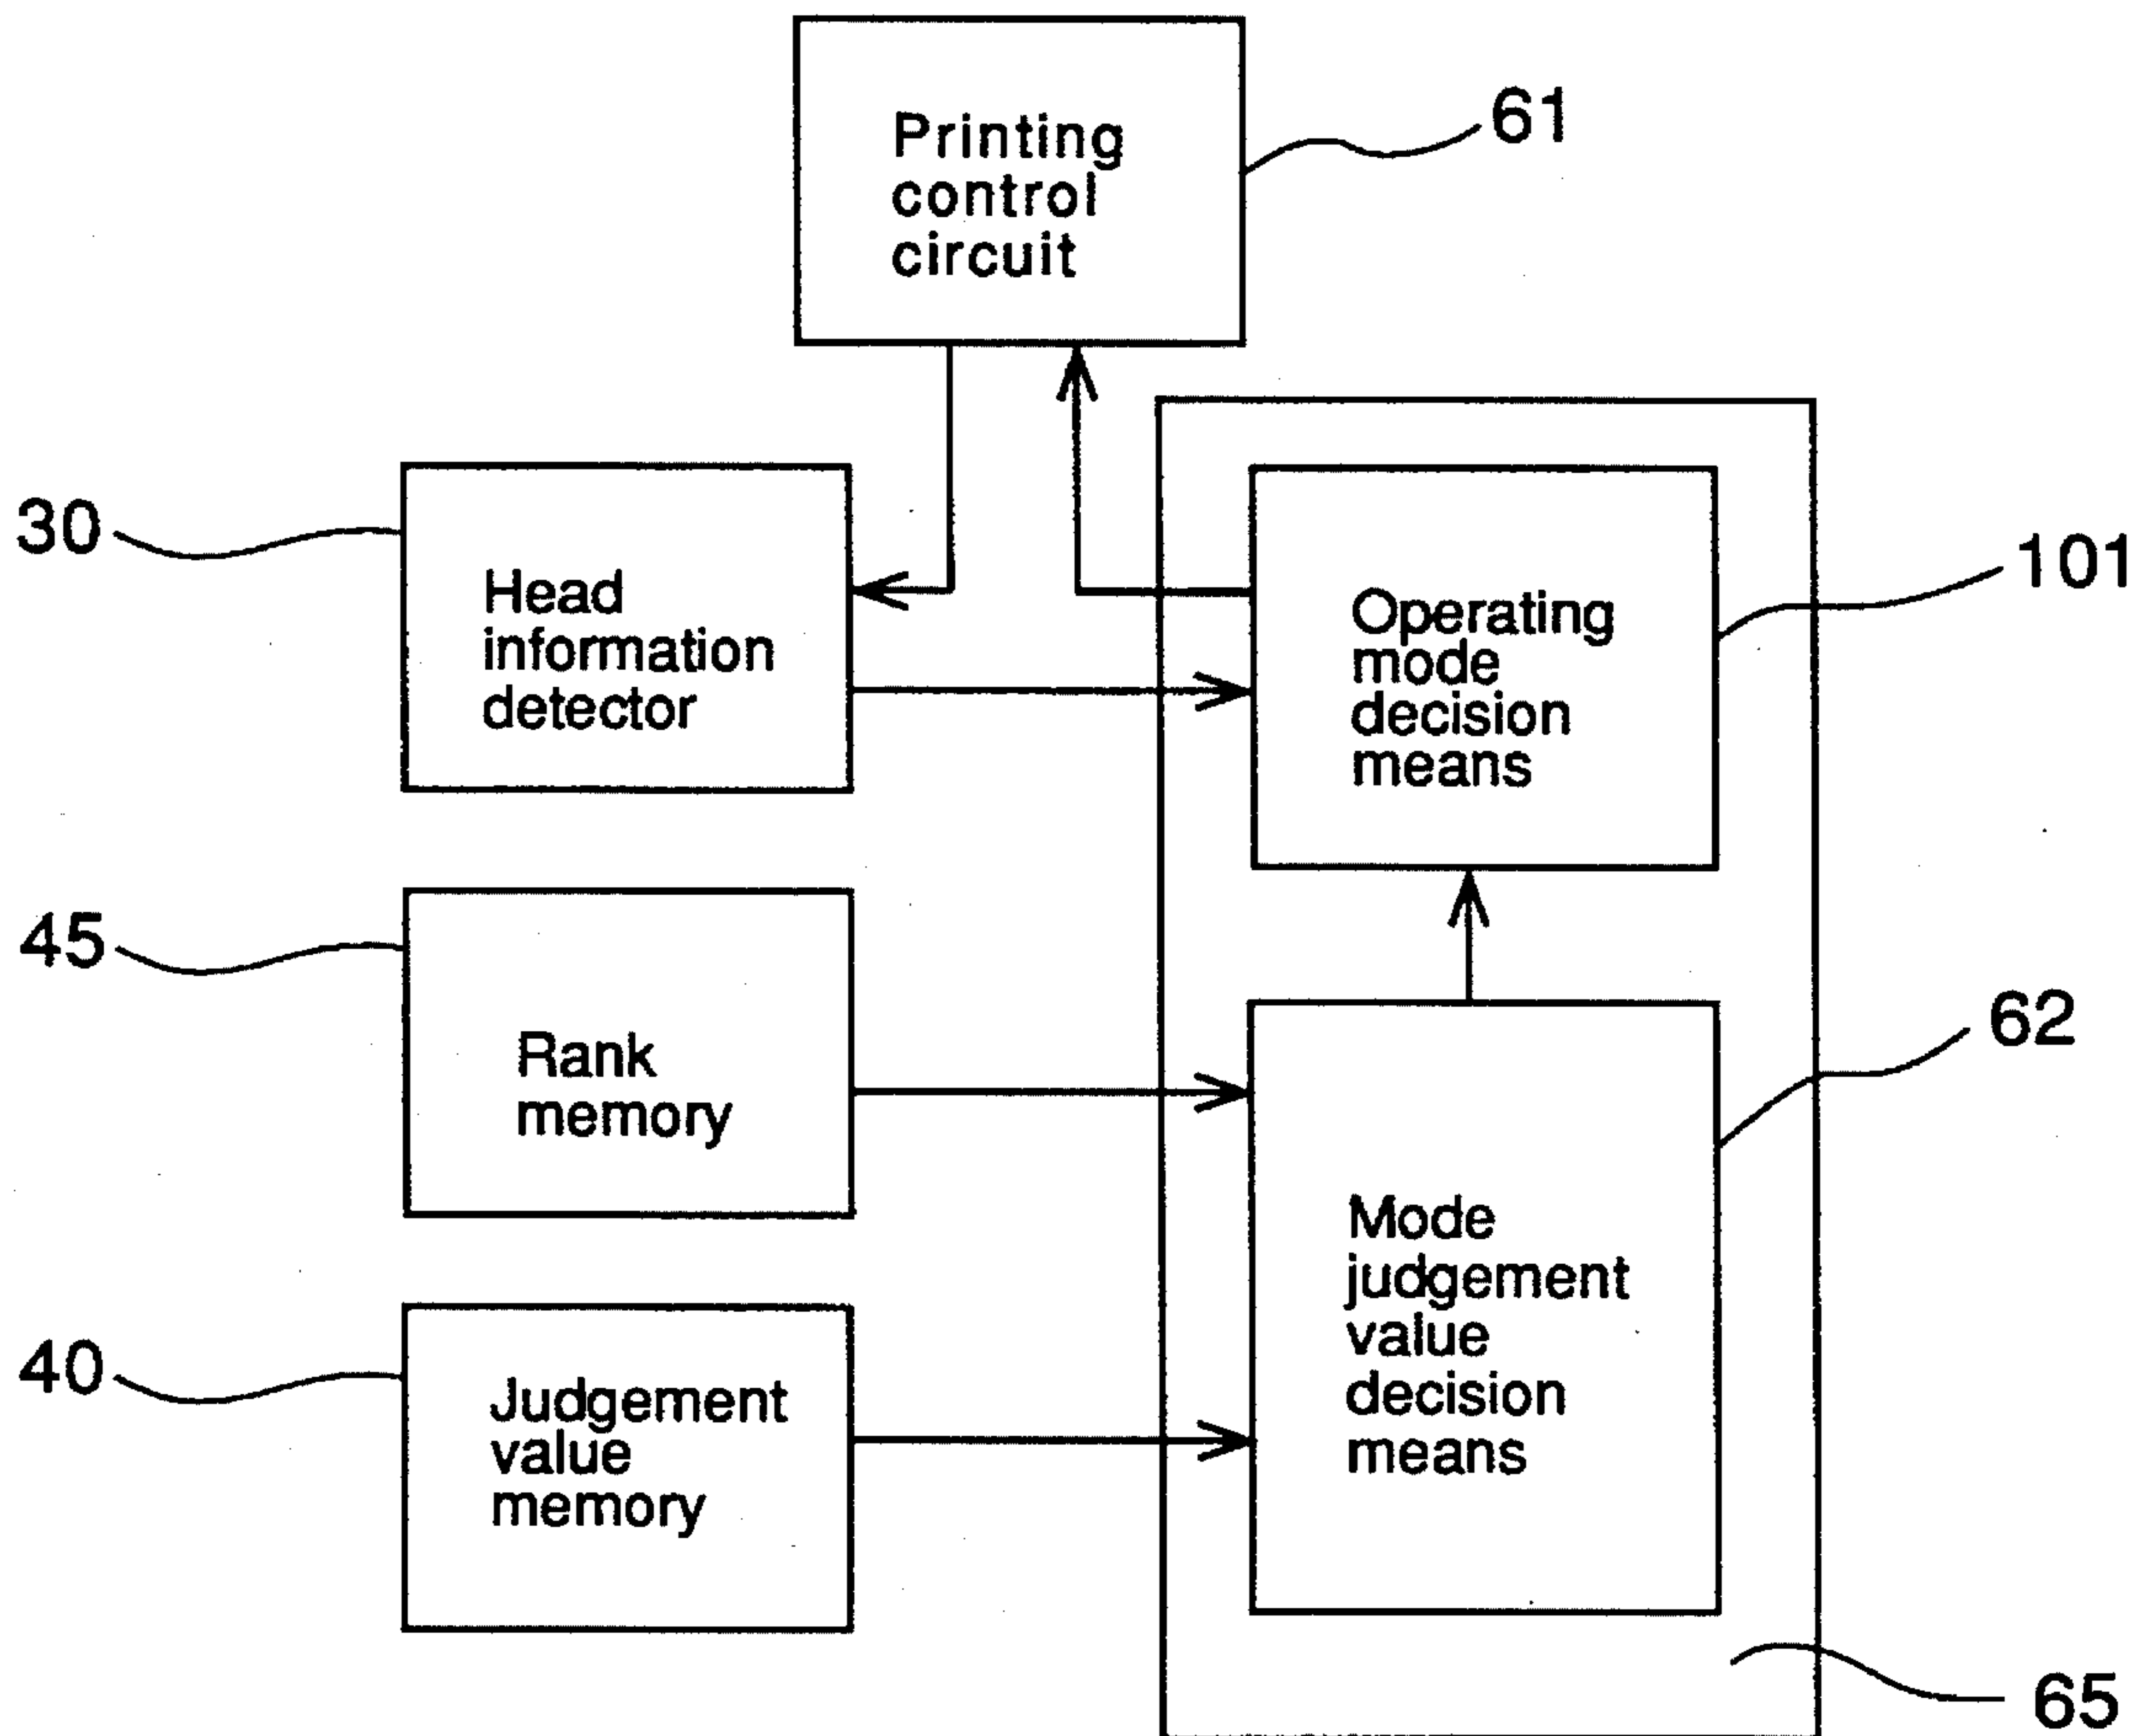 Printing
control
circuit
61
30
Head
information
detector
Operating
mode
decision
means
101
45
Rank
memory
62
Mode
judgement
value
decision
means
40
Judgement
value
memory
65